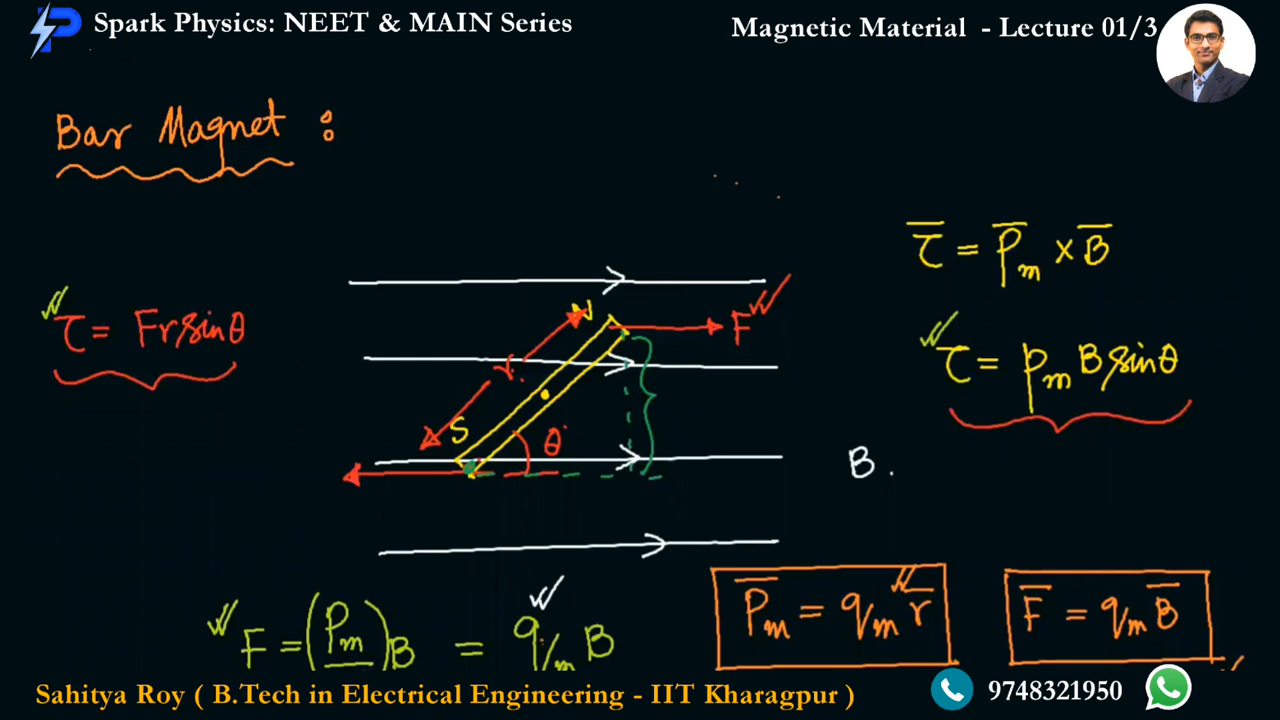 Spark Physics: NEET & MAIN Series
Magnetic Material - Lecture 01/3
Bar Magnet :
τ̅ = P̅m × B̅
τ = Fr sinθ
N
F
r
τ = pm B sinθ
S
θ
B
F = (Pm) B = qm B
P̅m = qm r̅
F̅ = qm B̅
Sahitya Roy ( B.Tech in Electrical Engineering - IIT Kharagpur )
9748321950